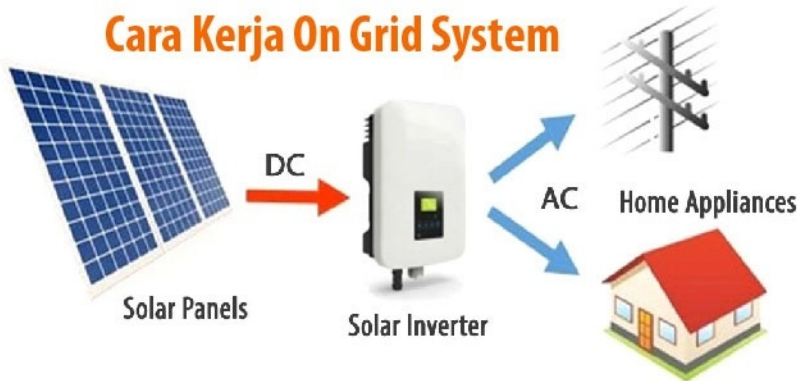 Cara Kerja On Grid System
DC
AC
Home Appliances
Solar Panels
Solar Inverter